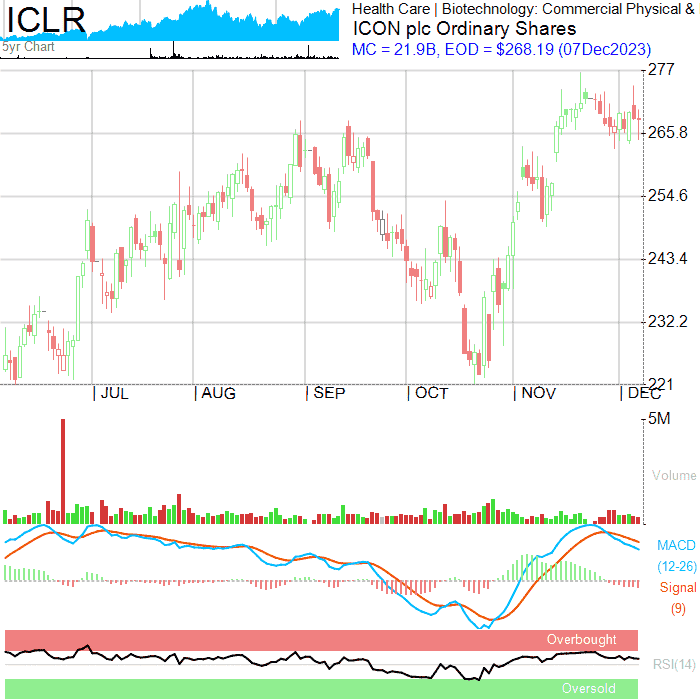 ICLR
5yr Chart
Health Care | Biotechnology: Commercial Physical &
ICON plc Ordinary Shares
MC = 21.9B, EOD = $268.19 (07Dec2023)
277
265.8
254.6
243.4
232.2
221
| JUL | AUG | SEP | OCT | NOV | DEC
5M
Volume
MACD
(12-26)
Signal
(9)
Overbought
RSI(14)
Oversold